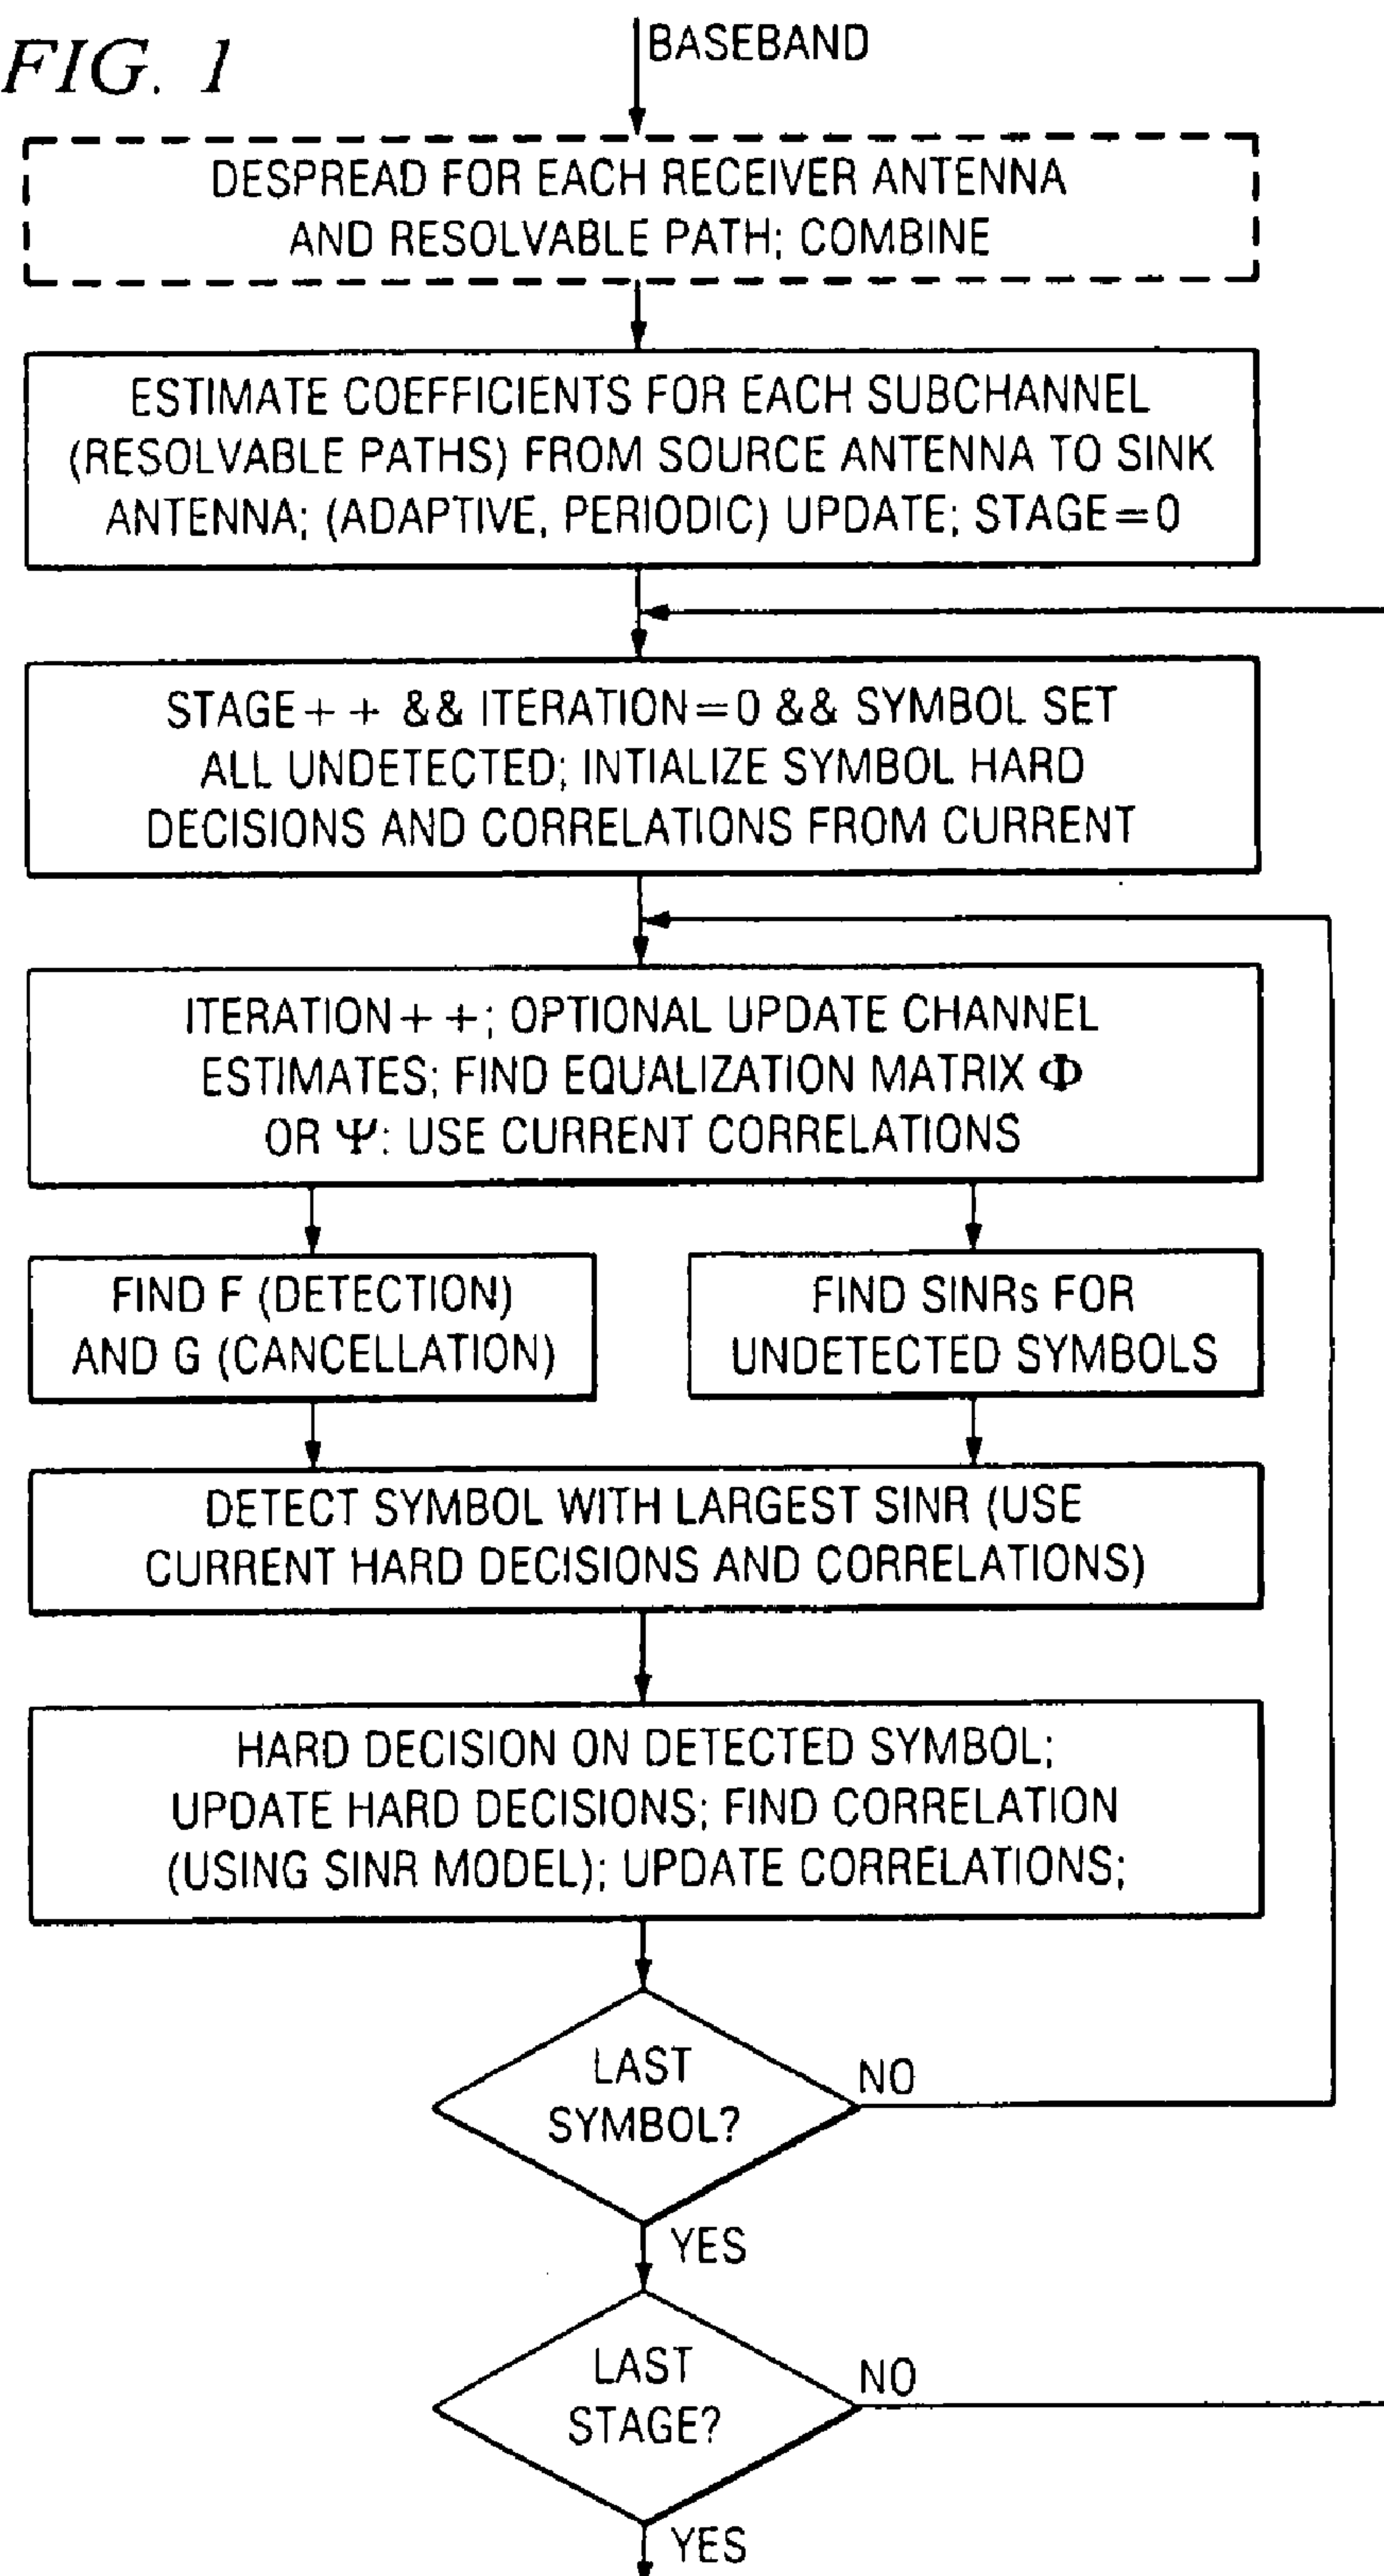 FIG. 1
BASEBAND
DESPREAD FOR EACH RECEIVER ANTENNA
AND RESOLVABLE PATH; COMBINE
ESTIMATE COEFFICIENTS FOR EACH SUBCHANNEL
(RESOLVABLE PATHS) FROM SOURCE ANTENNA TO SINK
ANTENNA; (ADAPTIVE, PERIODIC) UPDATE; STAGE=0
STAGE++ && ITERATION=0 && SYMBOL SET
ALL UNDETECTED; INTIALIZE SYMBOL HARD
DECISIONS AND CORRELATIONS FROM CURRENT
ITERATION++; OPTIONAL UPDATE CHANNEL
ESTIMATES; FIND EQUALIZATION MATRIX Φ
OR Ψ: USE CURRENT CORRELATIONS
FIND F (DETECTION)
AND G (CANCELLATION)
FIND SINRs FOR
UNDETECTED SYMBOLS
DETECT SYMBOL WITH LARGEST SINR (USE
CURRENT HARD DECISIONS AND CORRELATIONS)
HARD DECISION ON DETECTED SYMBOL;
UPDATE HARD DECISIONS; FIND CORRELATION
(USING SINR MODEL); UPDATE CORRELATIONS;
LAST
SYMBOL?
NO
YES
LAST
STAGE?
NO
YES